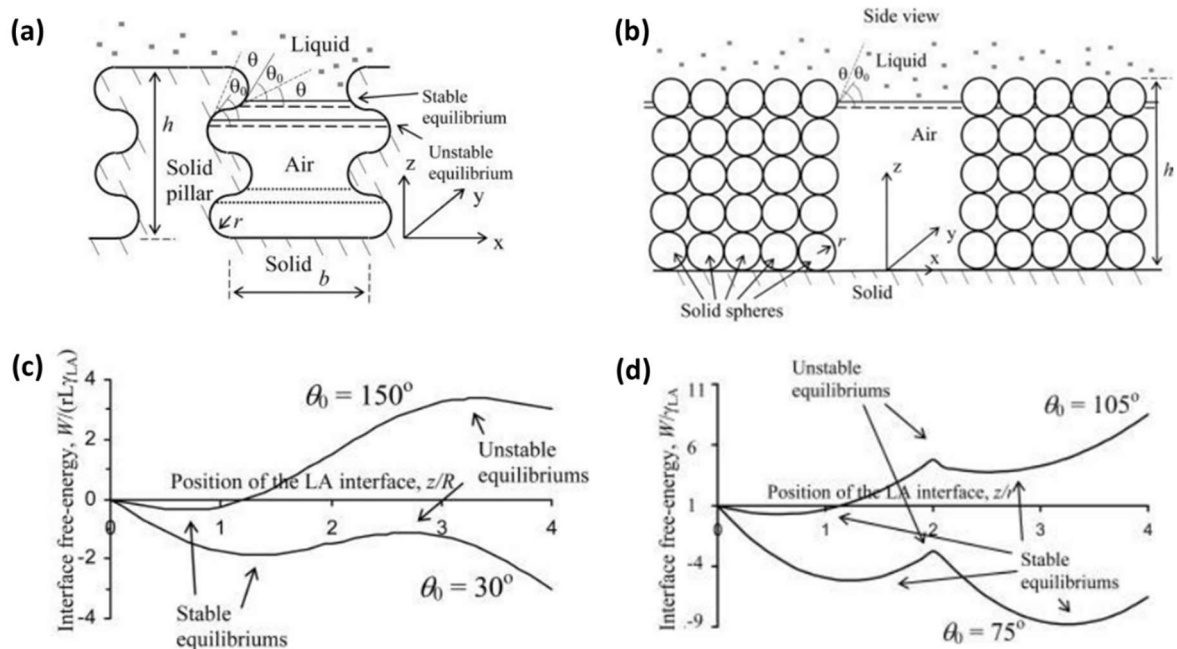 (a)
θ
Liquid
θ₀
θ₀
θ
Stable
equilibrium
h
Air
Unstable
equilibrium
Solid
pillar
z
y
r
x
Solid
b
(b)
Side view
θ
Liquid
θ₀
Air
z
h
y
r
x
Solid spheres
Solid
(c)
Interface free-energy, W/(rLγLA)
4
θ₀ = 150°
2
Unstable
equilibriums
Position of the LA interface, z/R
0
0 1 2 3 4
-2
θ₀ = 30°
Stable
equilibriums
-4
(d)
Interface free-energy, W/γLA
11
Unstable
equilibriums
θ₀ = 105°
6
Position of the LA interface, z/r
1
0 1 2 3 4
Stable
equilibriums
-4
-9
θ₀ = 75°